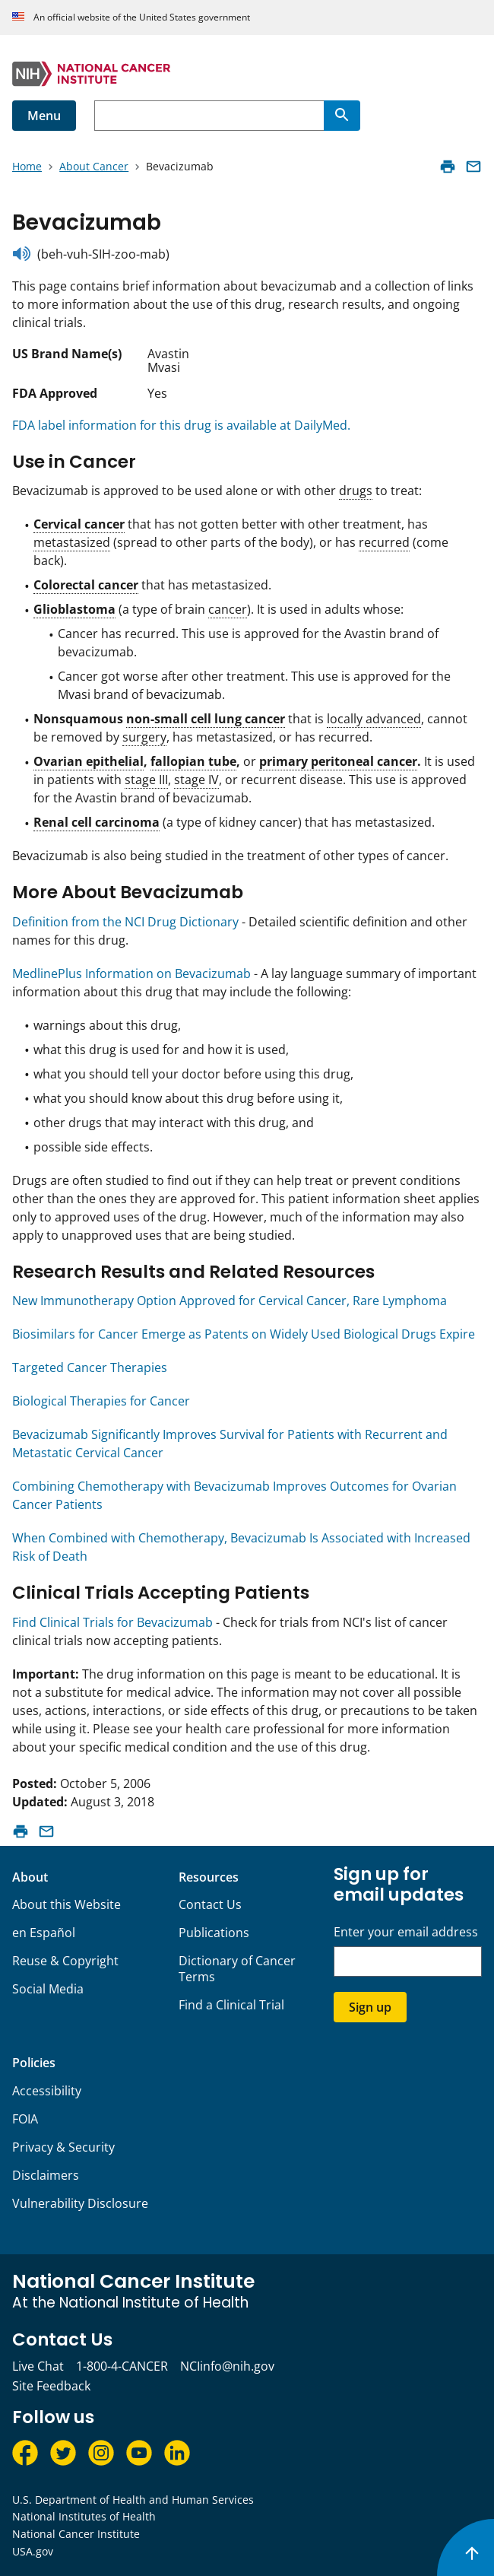 An official website of the United States government
NIH NATIONAL CANCER
INSTITUTE
Menu
Home > About Cancer > Bevacizumab
Bevacizumab
(beh-vuh-SIH-zoo-mab)
This page contains brief information about bevacizumab and a collection of links
to more information about the use of this drug, research results, and ongoing
clinical trials.
US Brand Name(s) Avastin
Mvasi
FDA Approved Yes
FDA label information for this drug is available at DailyMed.
Use in Cancer
Bevacizumab is approved to be used alone or with other drugs to treat:
• Cervical cancer that has not gotten better with other treatment, has
metastasized (spread to other parts of the body), or has recurred (come
back).
• Colorectal cancer that has metastasized.
• Glioblastoma (a type of brain cancer). It is used in adults whose:
• Cancer has recurred. This use is approved for the Avastin brand of
bevacizumab.
• Cancer got worse after other treatment. This use is approved for the
Mvasi brand of bevacizumab.
• Nonsquamous non-small cell lung cancer that is locally advanced, cannot
be removed by surgery, has metastasized, or has recurred.
• Ovarian epithelial, fallopian tube, or primary peritoneal cancer. It is used
in patients with stage III, stage IV, or recurrent disease. This use is approved
for the Avastin brand of bevacizumab.
• Renal cell carcinoma (a type of kidney cancer) that has metastasized.
Bevacizumab is also being studied in the treatment of other types of cancer.
More About Bevacizumab
Definition from the NCI Drug Dictionary - Detailed scientific definition and other
names for this drug.
MedlinePlus Information on Bevacizumab - A lay language summary of important
information about this drug that may include the following:
• warnings about this drug,
• what this drug is used for and how it is used,
• what you should tell your doctor before using this drug,
• what you should know about this drug before using it,
• other drugs that may interact with this drug, and
• possible side effects.
Drugs are often studied to find out if they can help treat or prevent conditions
other than the ones they are approved for. This patient information sheet applies
only to approved uses of the drug. However, much of the information may also
apply to unapproved uses that are being studied.
Research Results and Related Resources
New Immunotherapy Option Approved for Cervical Cancer, Rare Lymphoma
Biosimilars for Cancer Emerge as Patents on Widely Used Biological Drugs Expire
Targeted Cancer Therapies
Biological Therapies for Cancer
Bevacizumab Significantly Improves Survival for Patients with Recurrent and
Metastatic Cervical Cancer
Combining Chemotherapy with Bevacizumab Improves Outcomes for Ovarian
Cancer Patients
When Combined with Chemotherapy, Bevacizumab Is Associated with Increased
Risk of Death
Clinical Trials Accepting Patients
Find Clinical Trials for Bevacizumab - Check for trials from NCI's list of cancer
clinical trials now accepting patients.
Important: The drug information on this page is meant to be educational. It is
not a substitute for medical advice. The information may not cover all possible
uses, actions, interactions, or side effects of this drug, or precautions to be taken
while using it. Please see your health care professional for more information
about your specific medical condition and the use of this drug.
Posted: October 5, 2006
Updated: August 3, 2018
About
About this Website
en Español
Reuse & Copyright
Social Media
Resources
Contact Us
Publications
Dictionary of Cancer
Terms
Find a Clinical Trial
Sign up for
email updates
Enter your email address
Sign up
Policies
Accessibility
FOIA
Privacy & Security
Disclaimers
Vulnerability Disclosure
National Cancer Institute
At the National Institute of Health
Contact Us
Live Chat 1-800-4-CANCER NCIinfo@nih.gov
Site Feedback
Follow us
U.S. Department of Health and Human Services
National Institutes of Health
National Cancer Institute
USA.gov